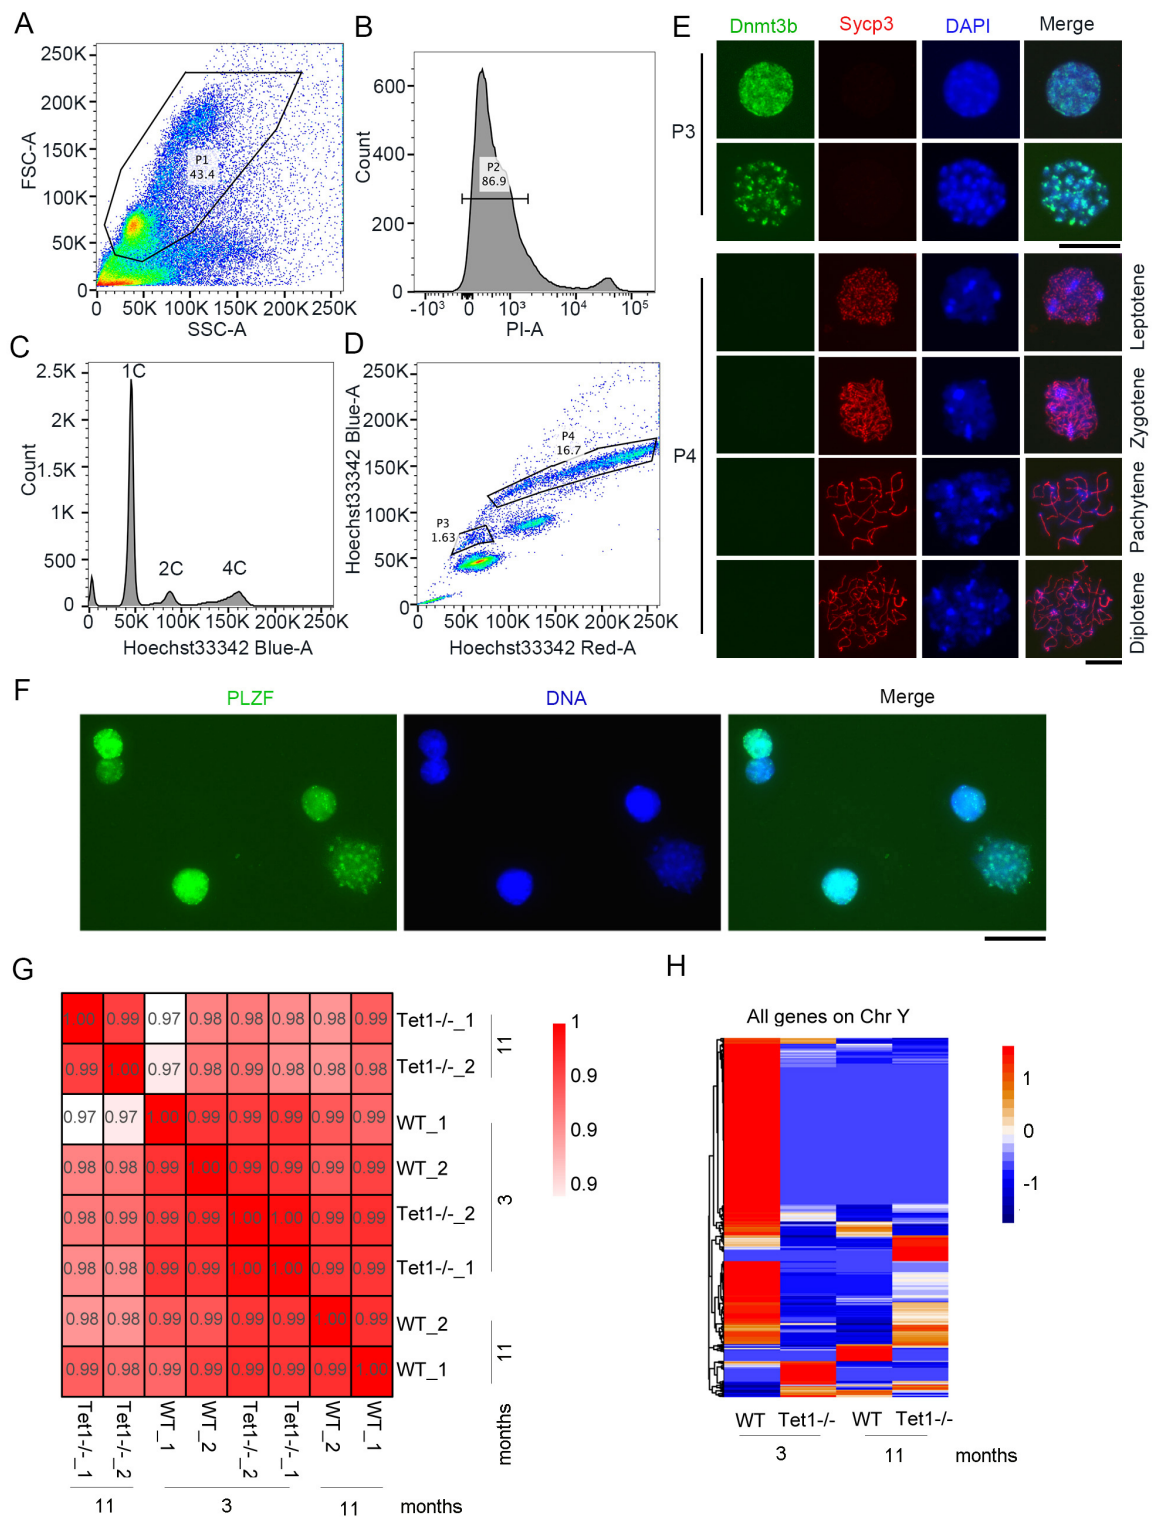 A
250K
200K
150K
100K
50K
0
FSC-A
P1
43.4
0 50K 100K 150K 200K 250K
SSC-A
B
600
400
200
0
Count
P2
86.9
-10³ 0 10³ 10⁴ 10⁵
PI-A
C
2.5K
2K
1.5K
1K
500
0
Count
1C
2C
4C
0 50K 100K 150K 200K 250K
Hoechst33342 Blue-A
D
250K
200K
150K
100K
50K
0
Hoechst33342 Blue-A
P4
16.7
P3
1.63
0 50K 100K 150K 200K 250K
Hoechst33342 Red-A
E
Dnmt3b Sycp3 DAPI Merge
P3
P4
Leptotene
Zygotene
Pachytene
Diplotene
F
PLZF DNA Merge
G
1.00 0.99 0.97 0.98 0.98 0.98 0.98 0.99 Tet1-/-_1
0.99 1.00 0.97 0.98 0.99 0.98 0.98 0.98 Tet1-/-_2
0.97 0.97 1.00 0.99 0.99 0.99 0.99 0.99 WT_1
0.98 0.98 0.99 1.00 0.99 0.99 0.99 0.99 WT_2
0.98 0.99 0.99 0.99 1.00 1.00 0.99 0.99 Tet1-/-_2
0.98 0.98 0.99 0.99 1.00 1.00 0.99 0.99 Tet1-/-_1
0.98 0.98 0.99 0.99 0.99 0.99 1.00 0.99 WT_2
0.99 0.98 0.99 0.99 0.99 0.99 0.99 1.00 WT_1
11
3
11
months
Tet1-/-_1 Tet1-/-_2 WT_1 WT_2 Tet1-/-_2 Tet1-/-_1 WT_2 WT_1
11 3 11 months
1
0.9
0.9
0.9
H
All genes on Chr Y
1
0
-1
WT Tet1-/- WT Tet1-/-
3 11 months